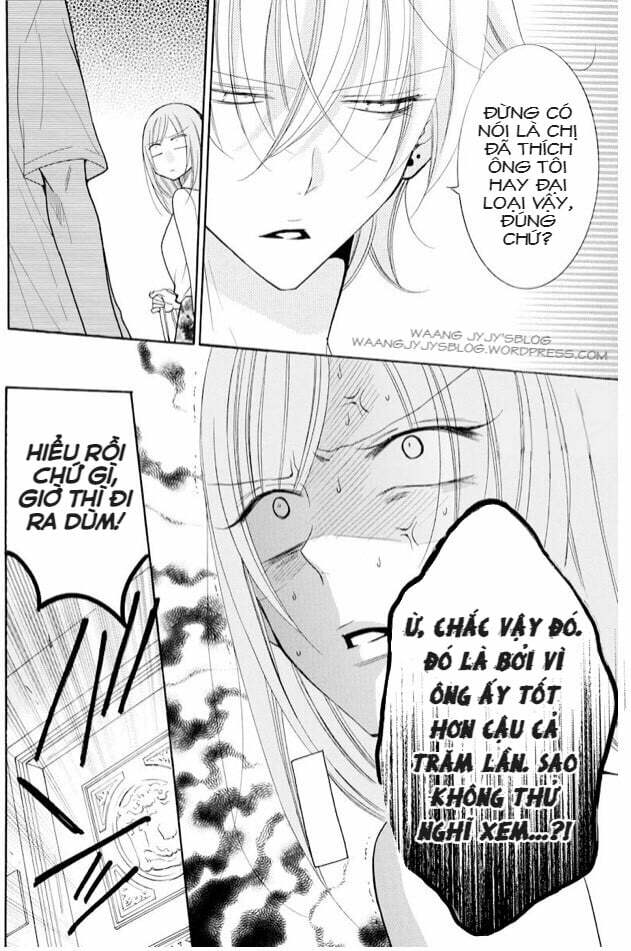 ĐỪNG CÓ
NÓI LÀ CHỊ
ĐÃ THÍCH
ÔNG TÔI
HAY ĐẠI
LOẠI VẬY,
ĐÚNG
CHỨ?
WAANG JYJY'SBLOG
WAANGJYJYSBLOG.WORDPRESS.COM
Ừ, CHẮC VẬY ĐÓ.
ĐÓ LÀ BỞI VÌ
ÔNG ẤY TỐT
HƠN CẬU CẢ
TRĂM LẦN. SAO
KHÔNG THỬ
NGHĨ XEM....?!
HIỂU RỒI
CHỨ GÌ,
GIỜ THÌ ĐI
RA DÙM!